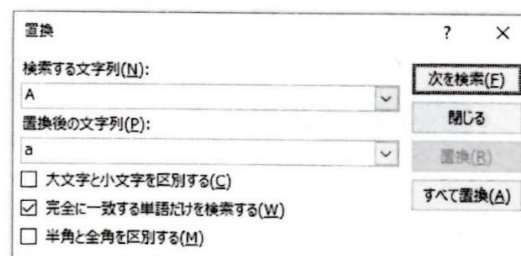 置換 ? ×
検索する文字列(N):
A
次を検索(F)
閉じる
置換後の文字列(P):
a
置換(R)
すべて置換(A)
大文字と小文字を区別する(C)
完全に一致する単語だけを検索する(W)
半角と全角を区別する(M)